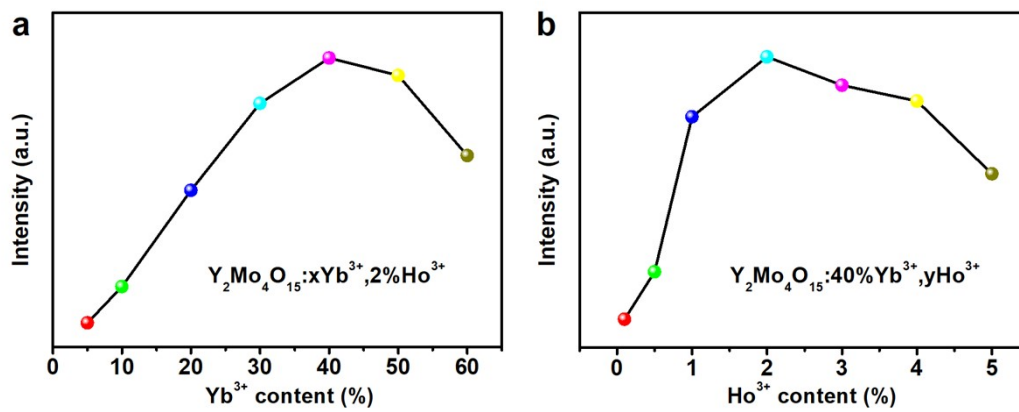 a
Intensity (a.u.)
Y₂Mo₄O₁₅:xYb³⁺,2%Ho³⁺
0 10 20 30 40 50 60
Yb³⁺ content (%)
b
Intensity (a.u.)
Y₂Mo₄O₁₅:40%Yb³⁺,yHo³⁺
0 1 2 3 4 5
Ho³⁺ content (%)